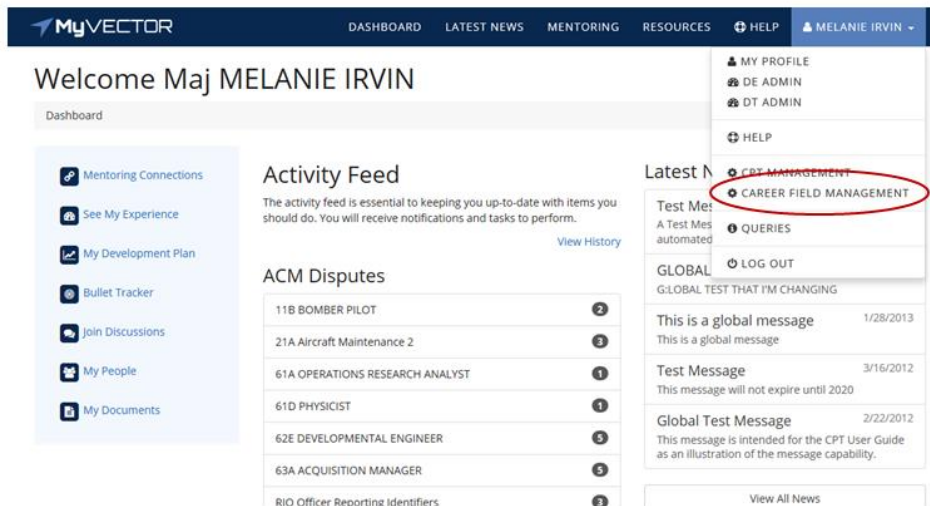 MyVECTOR
DASHBOARD LATEST NEWS MENTORING RESOURCES HELP MELANIE IRVIN
Welcome Maj MELANIE IRVIN
Dashboard
MY PROFILE
DE ADMIN
DT ADMIN
HELP
CPT MANAGEMENT
CAREER FIELD MANAGEMENT
QUERIES
LOG OUT
Mentoring Connections
See My Experience
My Development Plan
Bullet Tracker
Join Discussions
My People
My Documents
Activity Feed
The activity feed is essential to keeping you up-to-date with items you
should do. You will receive notifications and tasks to perform.
View History
ACM Disputes
11B BOMBER PILOT 2
21A Aircraft Maintenance 2 3
61A OPERATIONS RESEARCH ANALYST 1
61D PHYSICIST 1
62E DEVELOPMENTAL ENGINEER 5
63A ACQUISITION MANAGER 5
RIO Officer Reporting Identifiers 3
Latest
Test
A Test
automated
GLOBAL
G:LOBAL TEST THAT I'M CHANGING
This is a global message 1/28/2013
This is a global message
Test Message 3/16/2012
This message will not expire until 2020
Global Test Message 2/22/2012
This message is intended for the CPT User Guide
as an illustration of the message capability.
View All News